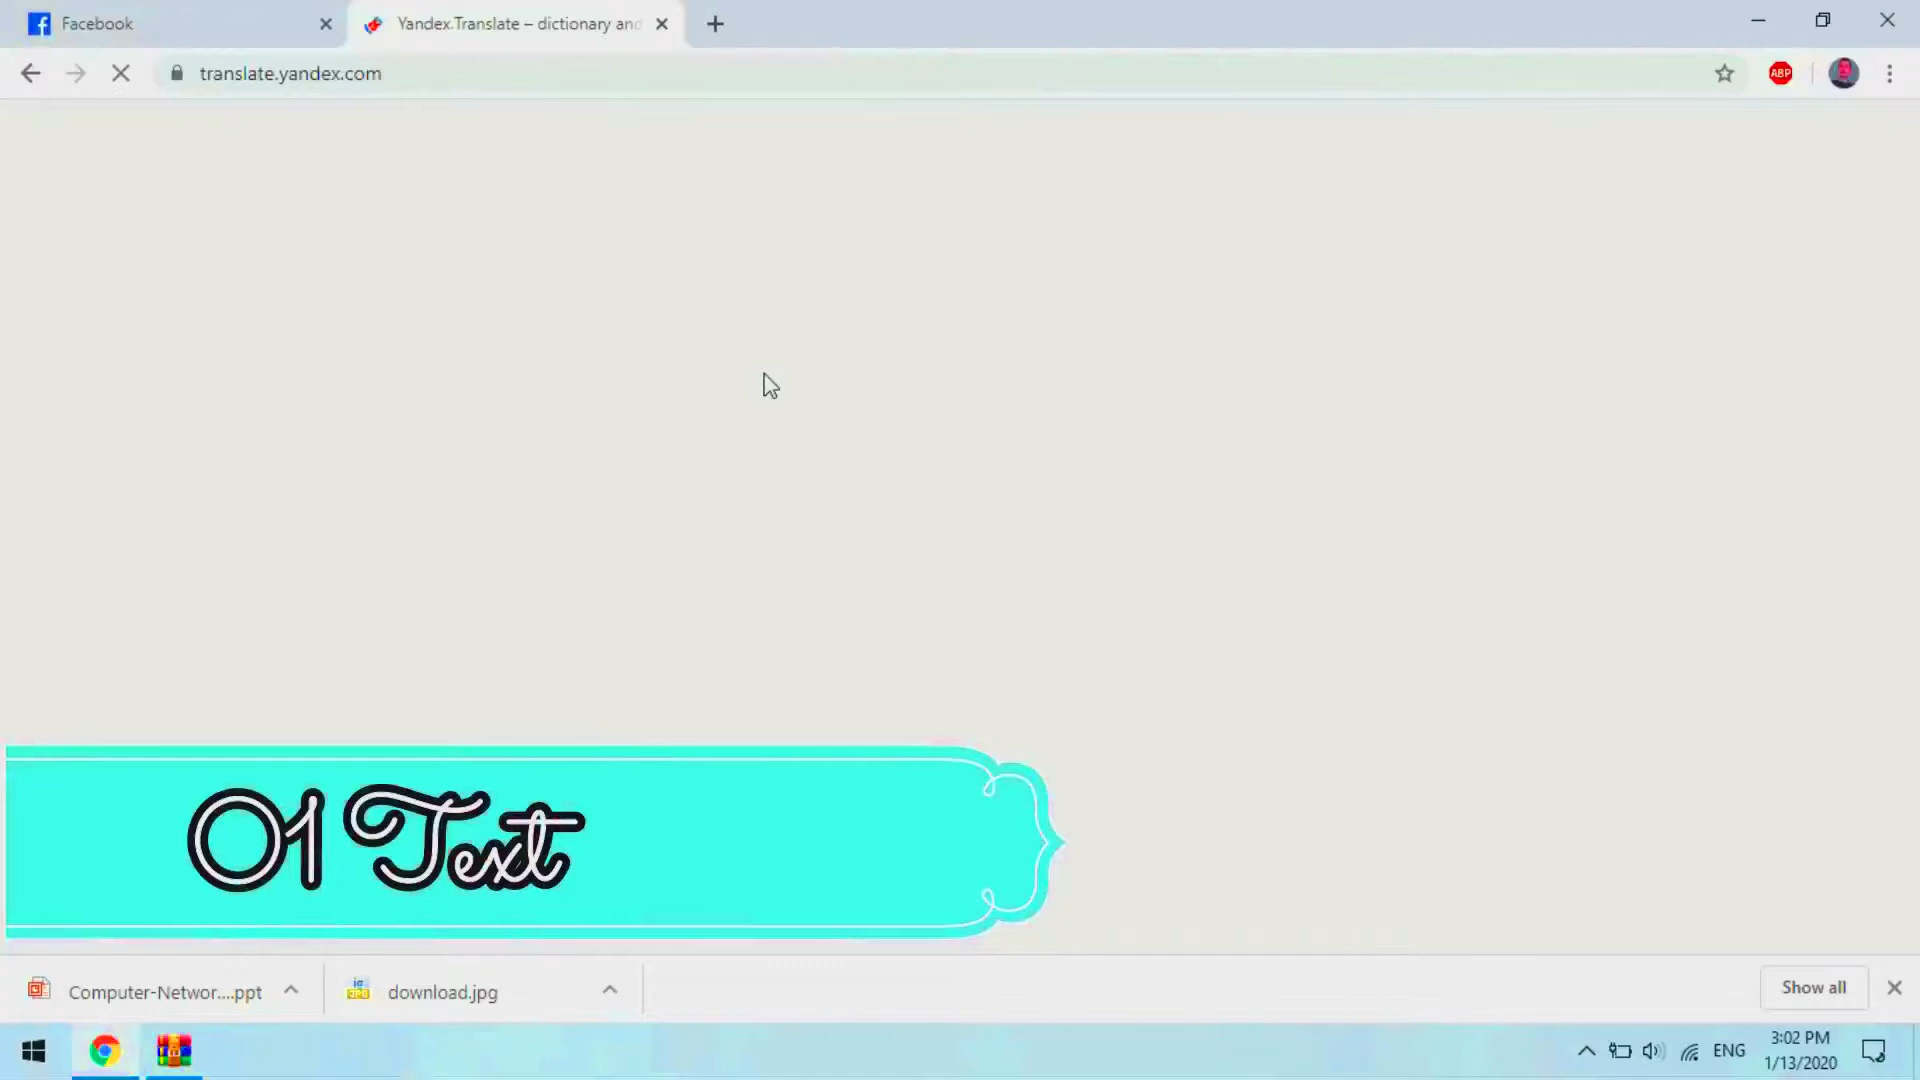 Facebook
Yandex.Translate – dictionary and
translate.yandex.com
ABP
01 Text
Computer-Networ....ppt
download.jpg
Show all
ENG
3:02 PM
1/13/2020